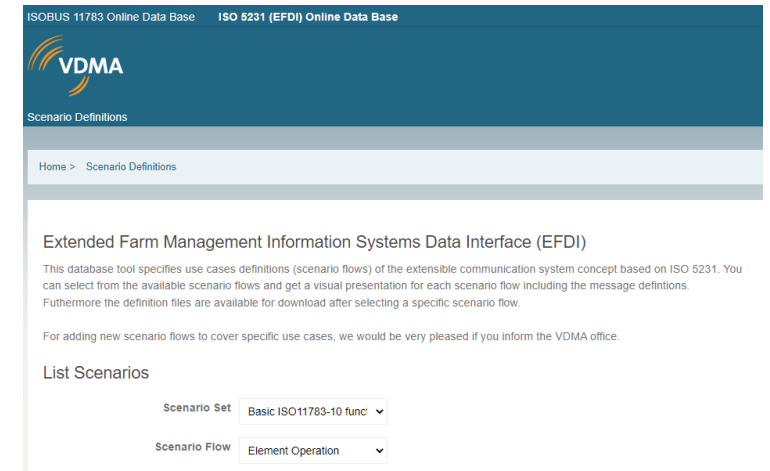 ISOBUS 11783 Online Data Base ISO 5231 (EFDI) Online Data Base
VDMA
Scenario Definitions
Home > Scenario Definitions
Extended Farm Management Information Systems Data Interface (EFDI)
This database tool specifies use cases definitions (scenario flows) of the extensible communication system concept based on ISO 5231. You
can select from the available scenario flows and get a visual presentation for each scenario flow including the message defintions.
Futhermore the definition files are available for download after selecting a specific scenario flow.
For adding new scenario flows to cover specific use cases, we would be very pleased if you inform the VDMA office.
List Scenarios
Scenario Set Basic ISO11783-10 funct
Scenario Flow Element Operation